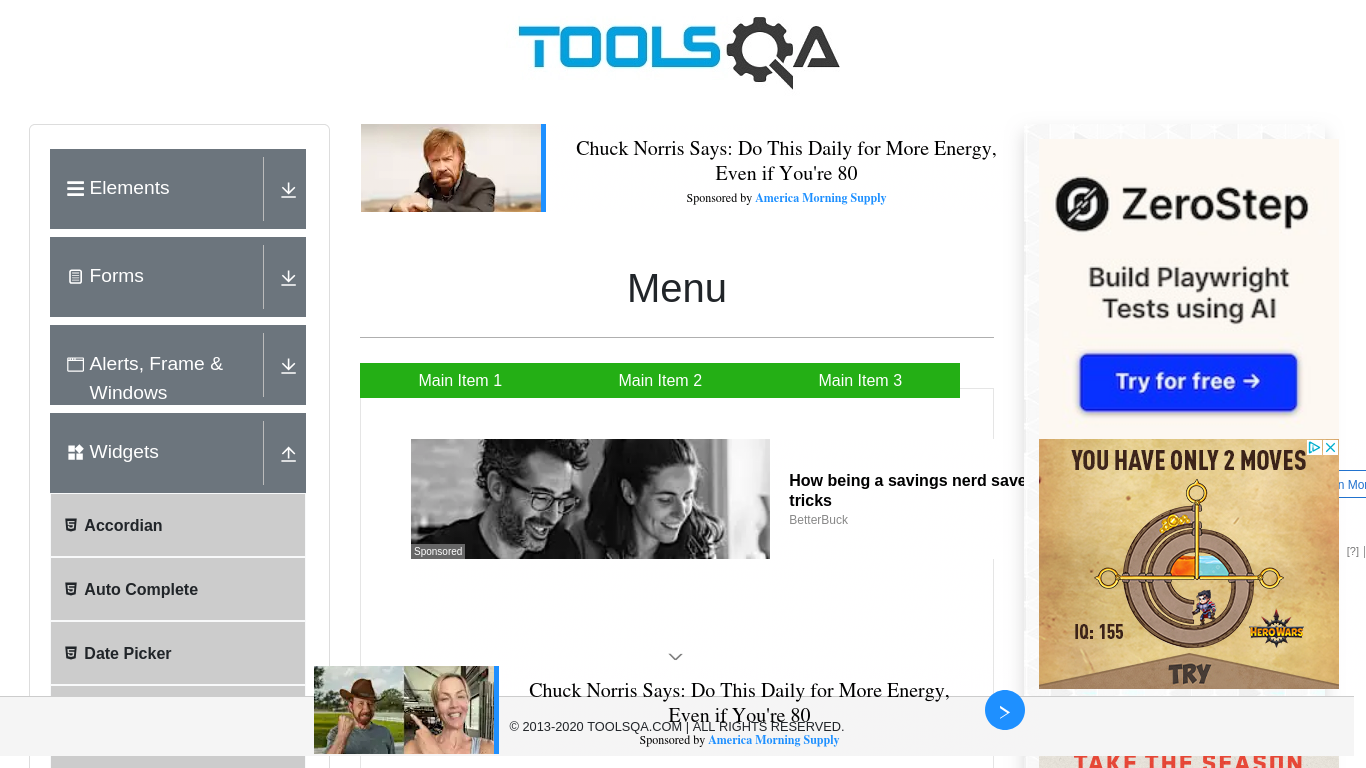 TOOLSQA
Elements
Forms
Alerts, Frame &
Windows
Widgets
Accordian
Auto Complete
Date Picker
Chuck Norris Says: Do This Daily for More Energy,
Even if You're 80
Sponsored by America Morning Supply
Menu
Main Item 1
Main Item 2
Main Item 3
Sponsored
How being a savings nerd save
tricks
BetterBuck
ZeroStep
Build Playwright
Tests using AI
Try for free →
YOU HAVE ONLY 2 MOVES
IQ: 155
HEROWARS
TRY
n Mor
[?]
Chuck Norris Says: Do This Daily for More Energy,
Even if You're 80
© 2013-2020 TOOLSQA.COM | ALL RIGHTS RESERVED.
Sponsored by America Morning Supply
TAKE THE SEASON